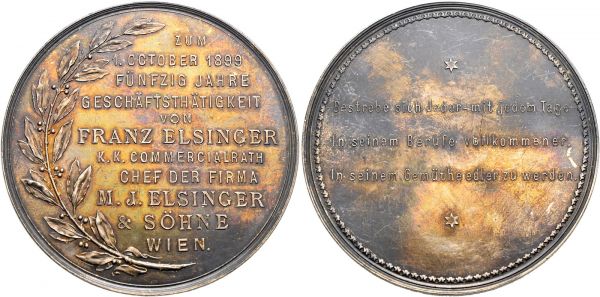 ZUM
1. OCTOBER 1899
FÜNFZIG JAHRE
GESCHÄFTSTHÄTIGKEIT
VON
FRANZ ELSINGER
K. K. COMMERCIALRATH
CHEF DER FIRMA
M. J. ELSINGER
& SÖHNE
WIEN.
Bestrebe sich Jeder mit jedem Tag.
In seinem Berufe vollkommener,
In seinem Gemüthe edler zu werden.